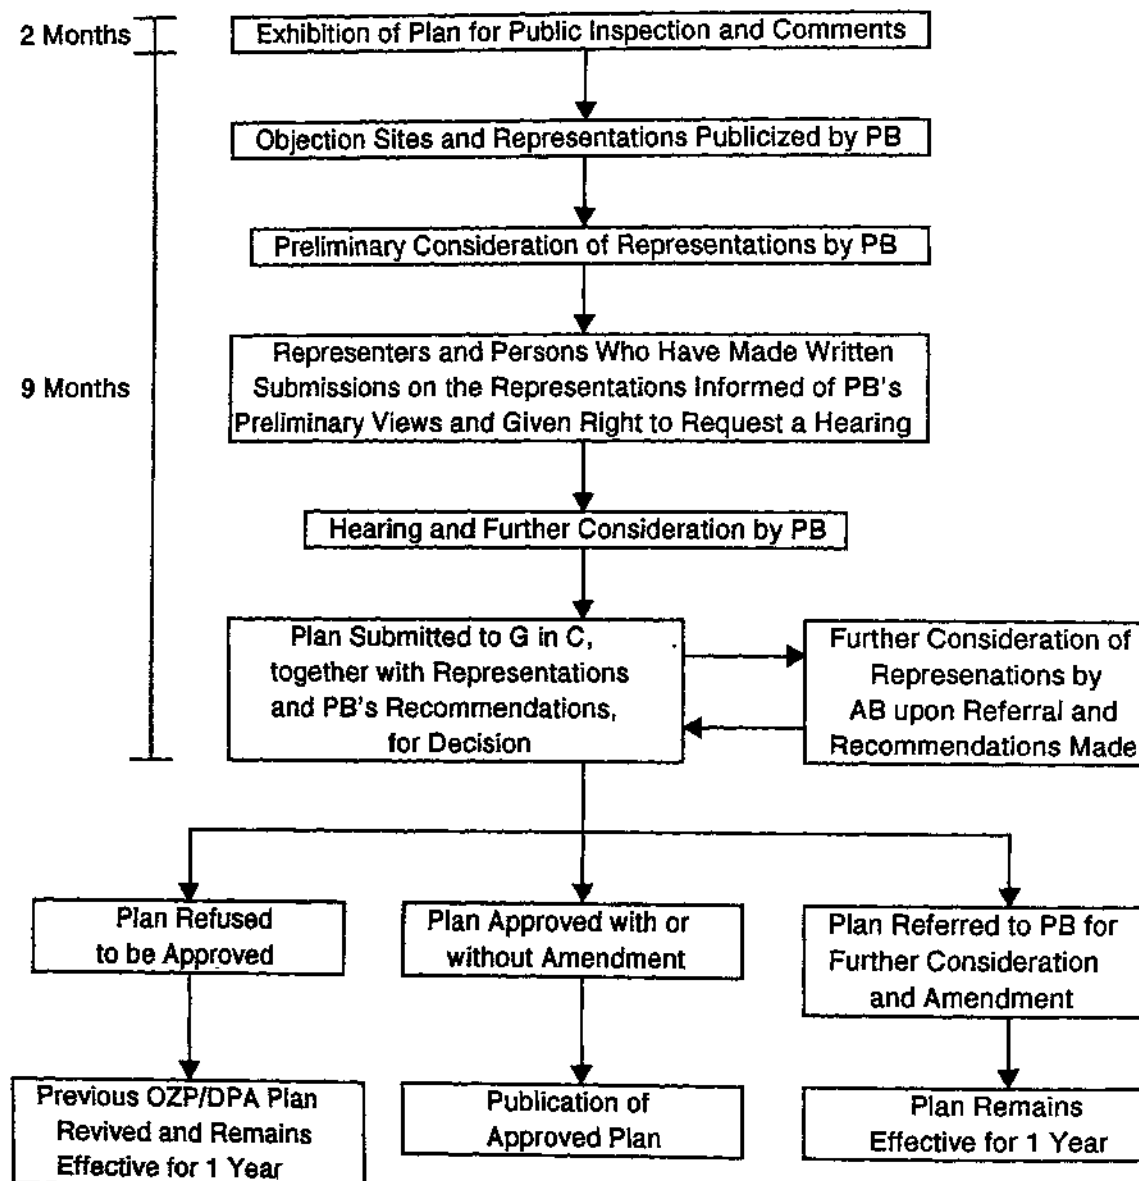 2 Months
Exhibition of Plan for Public Inspection and Comments
Objection Sites and Representations Publicized by PB
Preliminary Consideration of Representations by PB
9 Months
Representers and Persons Who Have Made Written
Submissions on the Representations Informed of PB's
Preliminary Views and Given Right to Request a Hearing
Hearing and Further Consideration by PB
Plan Submitted to G in C,
together with Representations
and PB's Recommendations,
for Decision
Further Consideration of
Represenations by
AB upon Referral and
Recommendations Made
Plan Refused
to be Approved
Plan Approved with or
without Amendment
Plan Referred to PB for
Further Consideration
and Amendment
Previous OZP/DPA Plan
Revived and Remains
Effective for 1 Year
Publication of
Approved Plan
Plan Remains
Effective for 1 Year